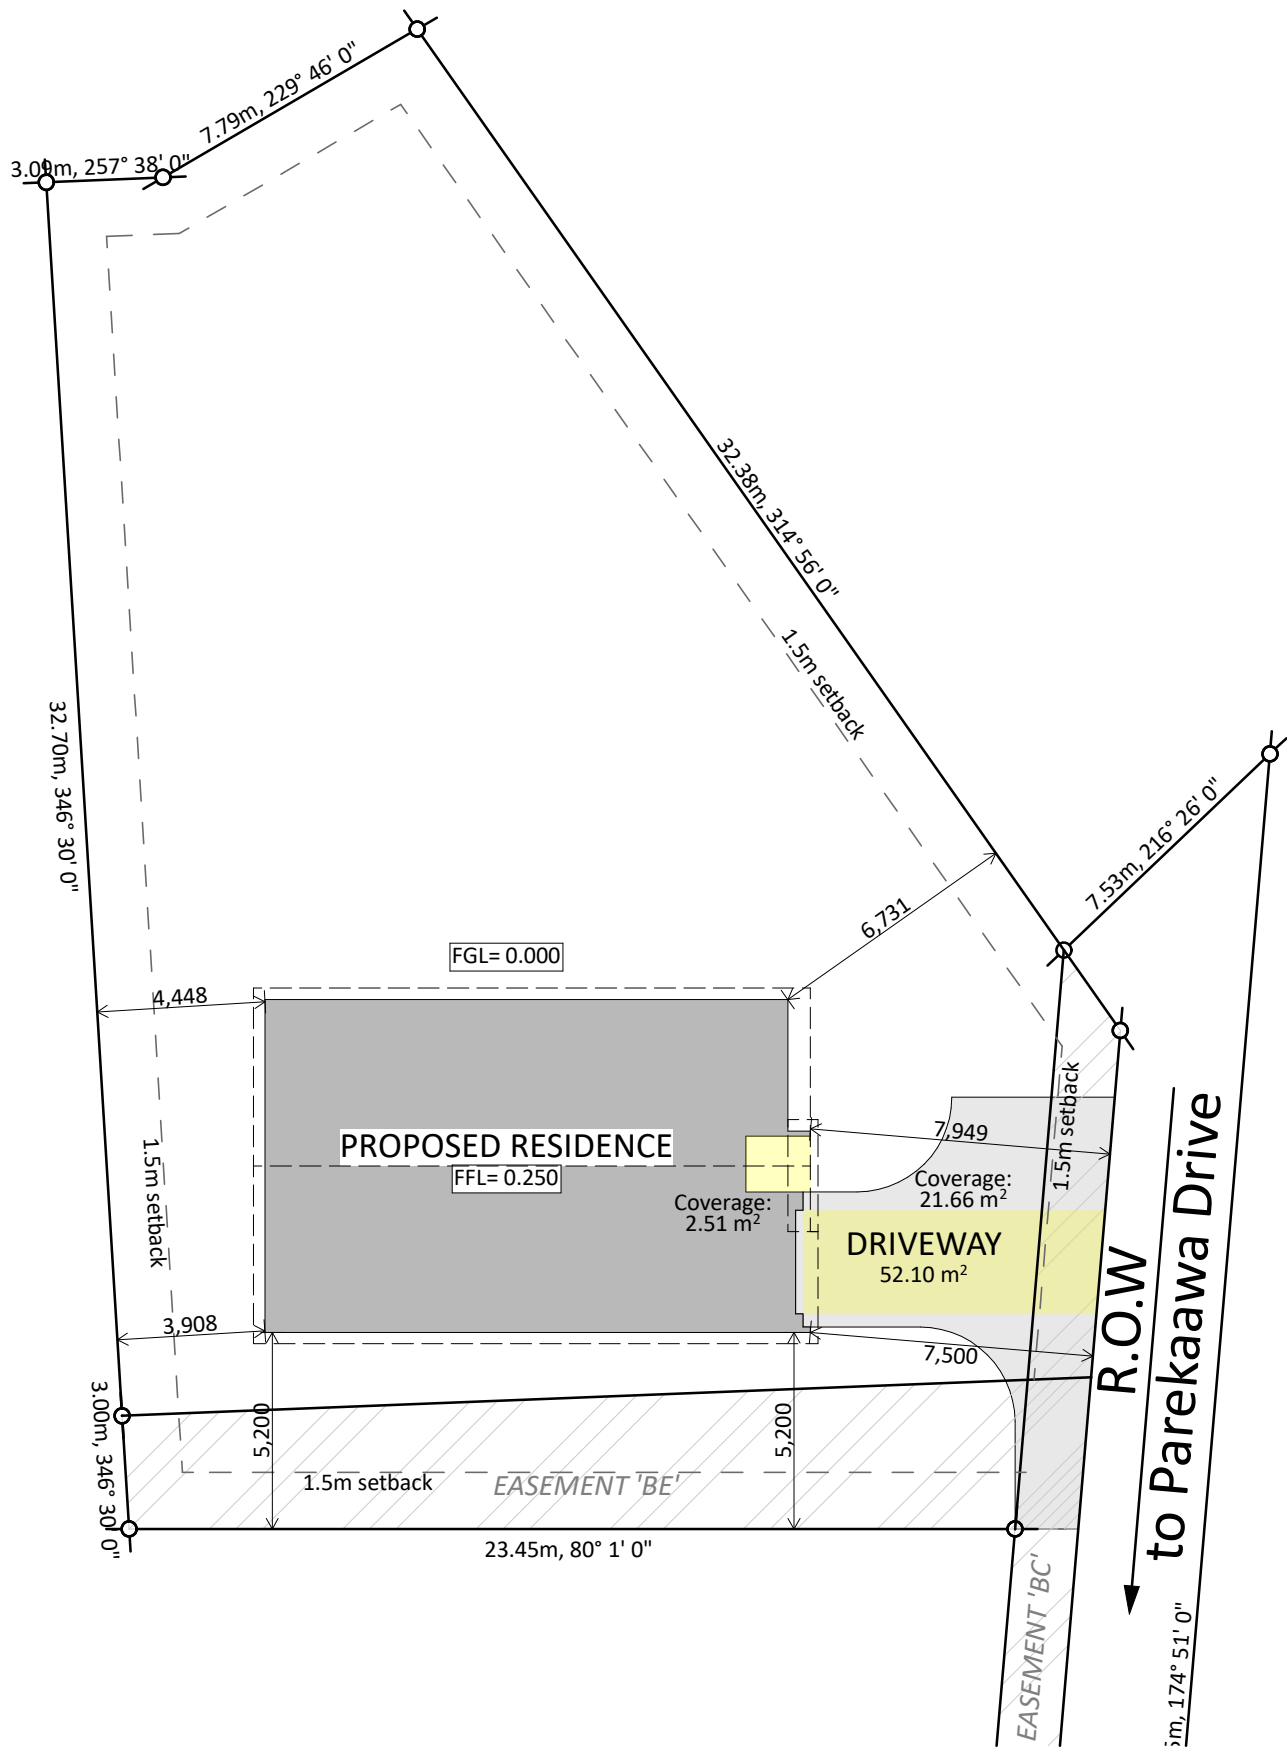 7.79m, 229° 46' 0"
3.09m, 257° 38' 0"
32.38m, 314° 56' 0"
1.5m setback
32.70m, 346° 30' 0"
7.53m, 216° 26' 0"
6,731
FGL= 0.000
4,448
PROPOSED RESIDENCE
FFL= 0.250
Coverage:
2.51 m²
7,949
1.5m setback
Coverage:
21.66 m²
DRIVEWAY
52.10 m²
1.5m setback
3,908
7,500
R.O.W
to Parekaawa Drive
3.00m, 346° 30' 0"
5,200
5,200
1.5m setback
EASEMENT 'BE'
23.45m, 80° 1' 0"
EASEMENT 'BC'
m, 174° 51' 0"